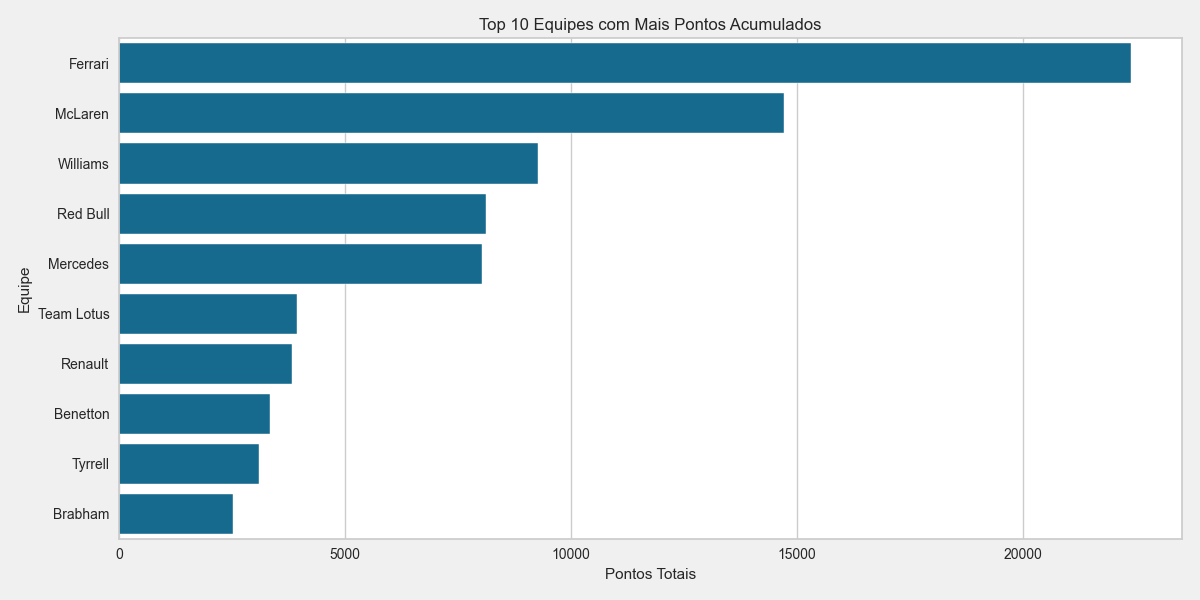 Top 10 Equipes com Mais Pontos Acumulados
Equipe
Ferrari
McLaren
Williams
Red Bull
Mercedes
Team Lotus
Renault
Benetton
Tyrrell
Brabham
0 5000 10000 15000 20000
Pontos Totais